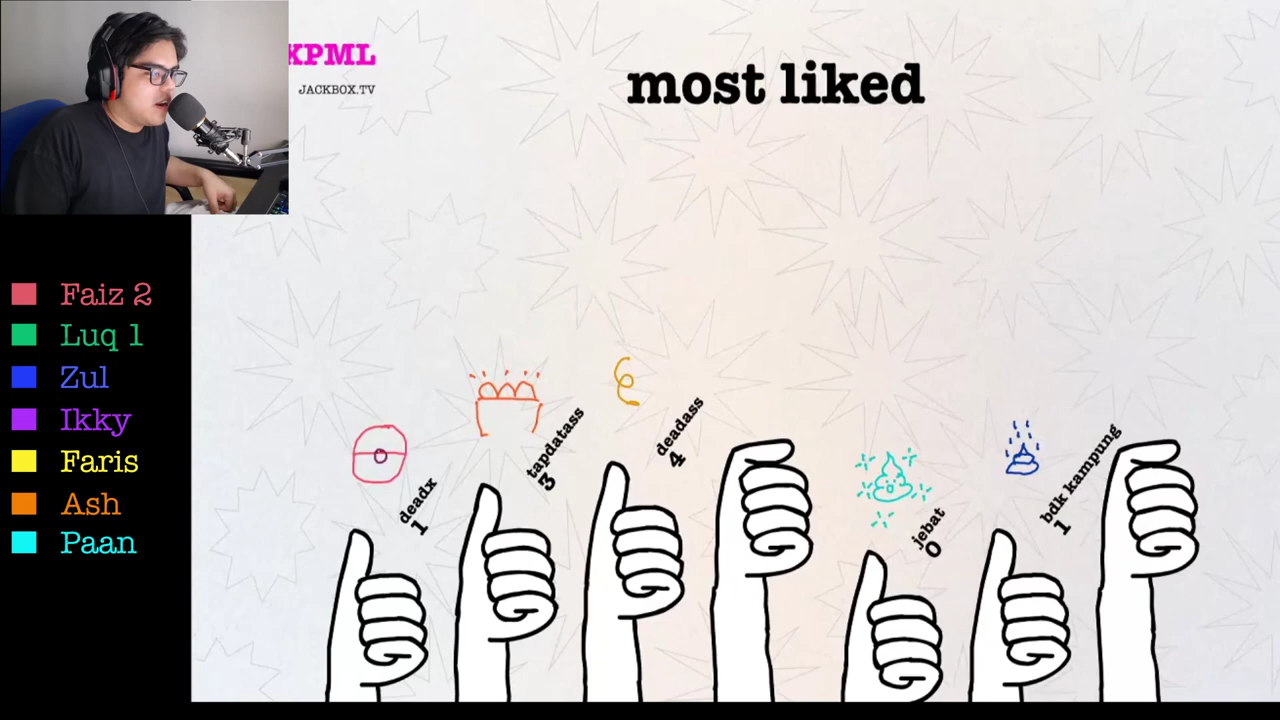 KPML
JACKBOX.TV
most liked
Faiz 2
Luq 1
Zul
Ikky
Faris
Ash
Paan
deadx
1
tapdatass
3
deadass
4
jebat
0
bdk kampung
1